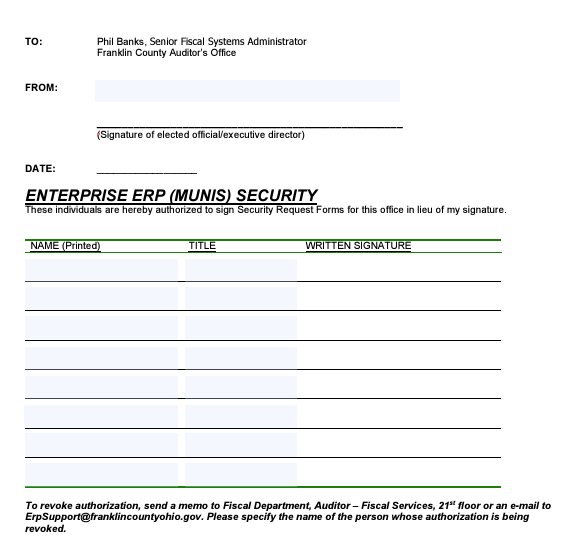 TO: Phil Banks, Senior Fiscal Systems Administrator
Franklin County Auditor's Office
FROM:
(Signature of elected official/executive director)
DATE:
ENTERPRISE ERP (MUNIS) SECURITY
These individuals are hereby authorized to sign Security Request Forms for this office in lieu of my signature.
NAME (Printed) TITLE WRITTEN SIGNATURE
To revoke authorization, send a memo to Fiscal Department, Auditor – Fiscal Services, 21st floor or an e-mail to
ErpSupport@franklincountyohio.gov. Please specify the name of the person whose authorization is being
revoked.